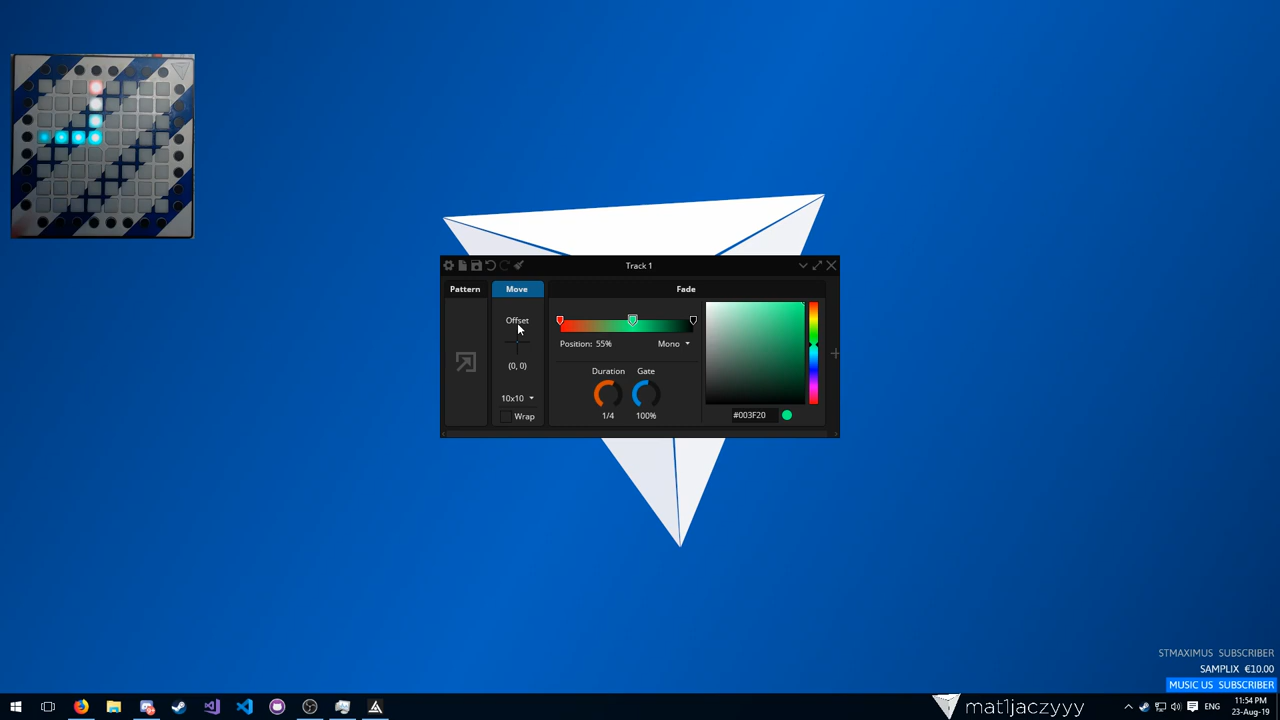 Track 1
Pattern
Move
Fade
Offset
(0, 0)
10x10
Wrap
Position: 55%
Mono
Duration
Gate
1/4
100%
#003F20
STMAXIMUS SUBSCRIBER
SAMPLIX €10.00
MUSIC US SUBSCRIBER
mat1jaczyyy
ENG
11:54 PM
23-Aug-19